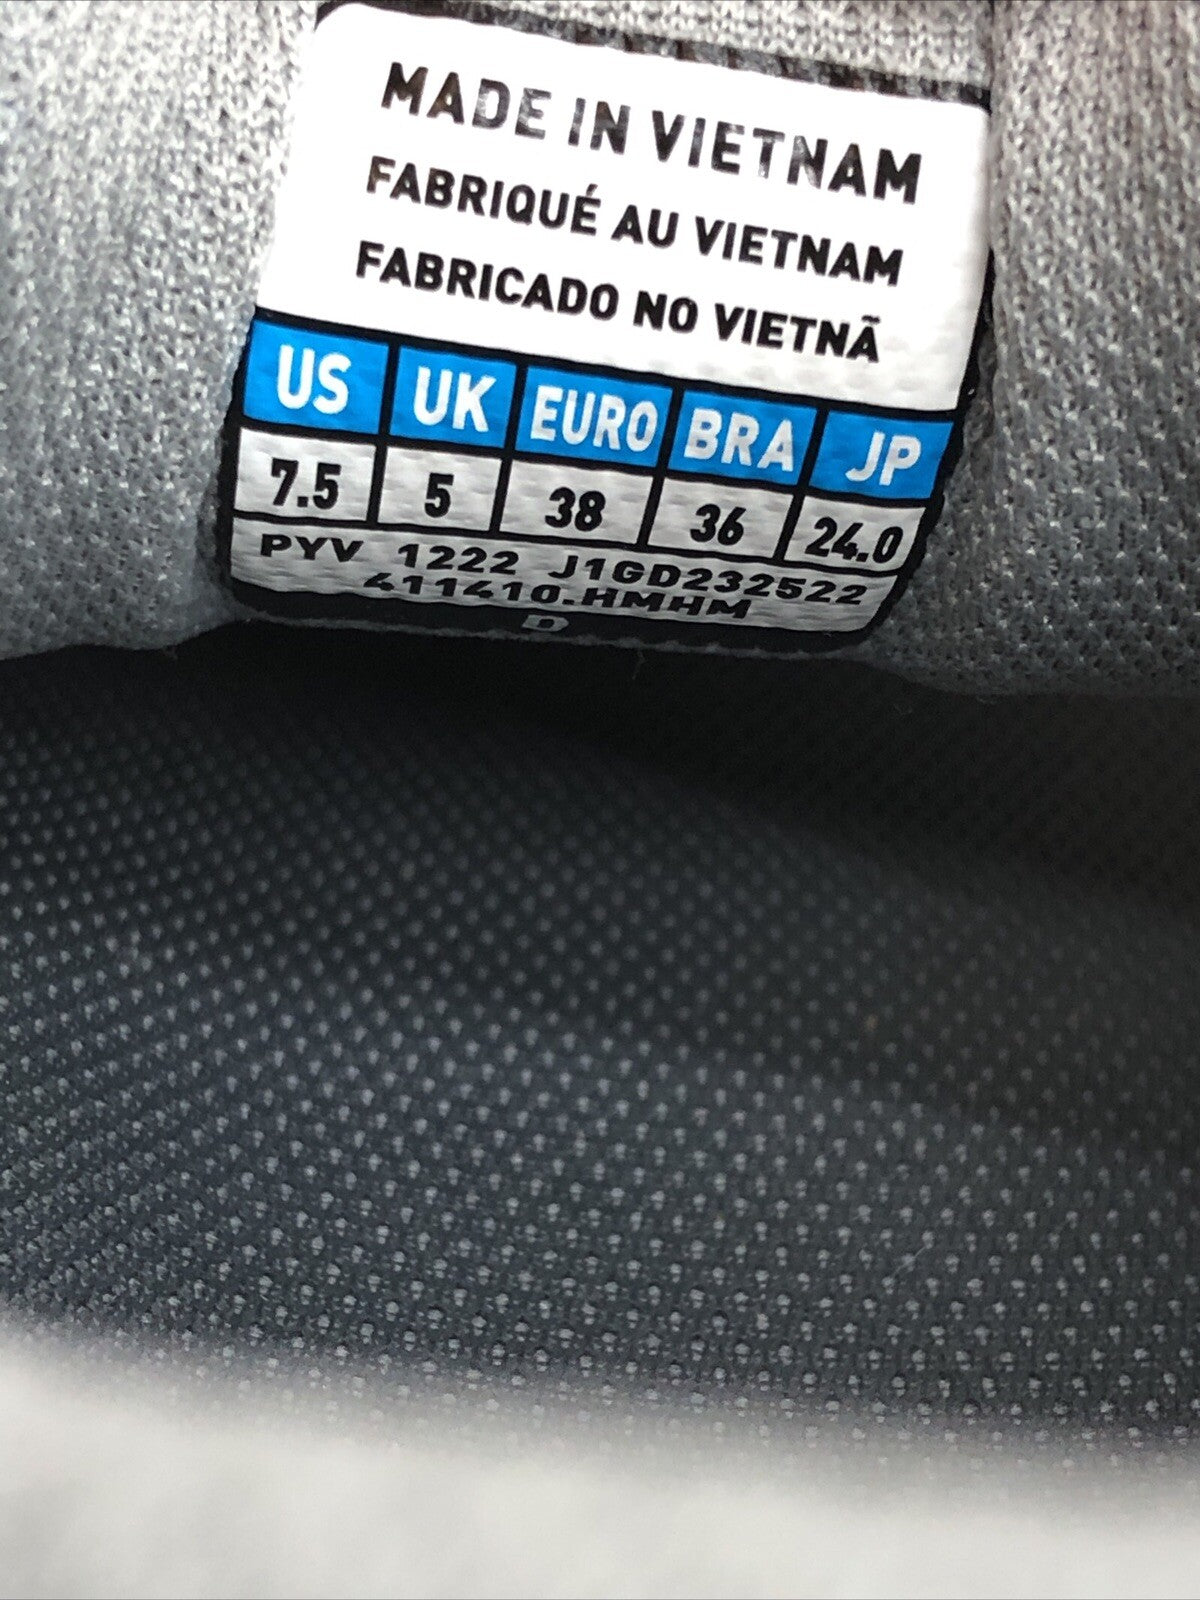 MADE IN VIETNAM
FABRIQUÉ AU VIETNAM
FABRICADO NO VIETNÃ
US UK EURO BRA JP
7.5 5 38 36 24.0
PYV 1222 J1GD232522
411410.HMHM
D